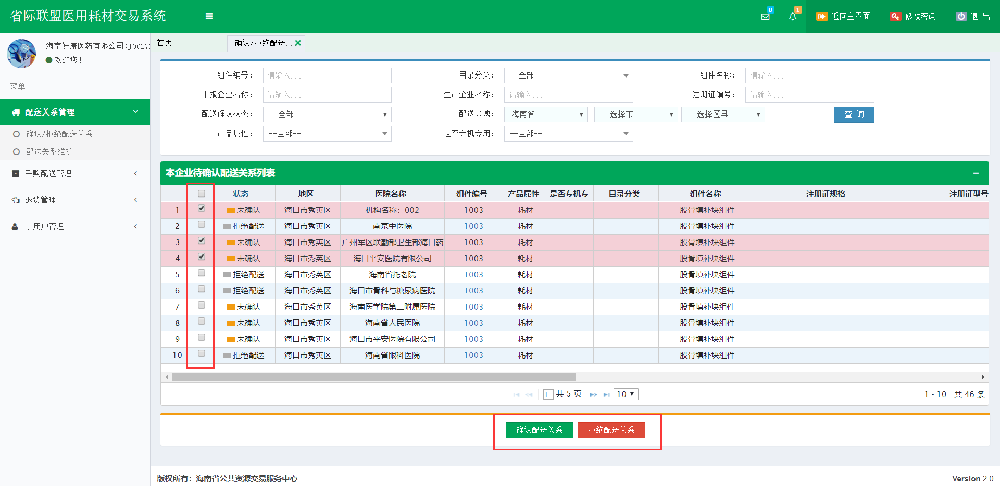 省际联盟医用耗材交易系统
0
1
返回主界面
修改密码
退 出
海南好康医药有限公司(J0027
欢迎您!
菜单
配送关系管理
确认/拒绝配送关系
配送关系维护
采购配送管理
退货管理
子用户管理
首页
确认/拒绝配送..
组件编号： 请输入... 目录分类： --全部-- 组件名称： 请输入...
申报企业名称： 请输入... 生产企业名称： 请输入... 注册证编号： 请输入...
配送确认状态： --全部-- 配送区域： 海南省 --选择市-- --选择区县-- 查 询
产品属性： --全部-- 是否专机专用： --全部--
本企业待确认配送关系列表
状态 地区 医院名称 组件编号 产品属性 是否专机专 目录分类 组件名称 注册证规格 注册证型号
1 未确认 海口市秀英区 机构名称：002 1003 耗材 股骨填补块组件
2 拒绝配送 海口市秀英区 南京中医院 1003 耗材 股骨填补块组件
3 未确认 海口市秀英区 广州军区联勤部卫生部海口药 1003 耗材 股骨填补块组件
4 未确认 海口市秀英区 海口平安医院有限公司 1003 耗材 股骨填补块组件
5 拒绝配送 海口市秀英区 海南省托老院 1003 耗材 股骨填补块组件
6 拒绝配送 海口市秀英区 海口市骨科与糖尿病医院 1003 耗材 股骨填补块组件
7 未确认 海口市秀英区 海南医学院第二附属医院 1003 耗材 股骨填补块组件
8 未确认 海口市秀英区 海南省人民医院 1003 耗材 股骨填补块组件
9 未确认 海口市秀英区 海口市平安医院有限公司 1003 耗材 股骨填补块组件
10 拒绝配送 海口市秀英区 海南省眼科医院 1003 耗材 股骨填补块组件
1 共 5 页 10
1 - 10 共 46 条
确认配送关系
拒绝配送关系
版权所有：海南省公共资源交易服务中心
Version 2.0